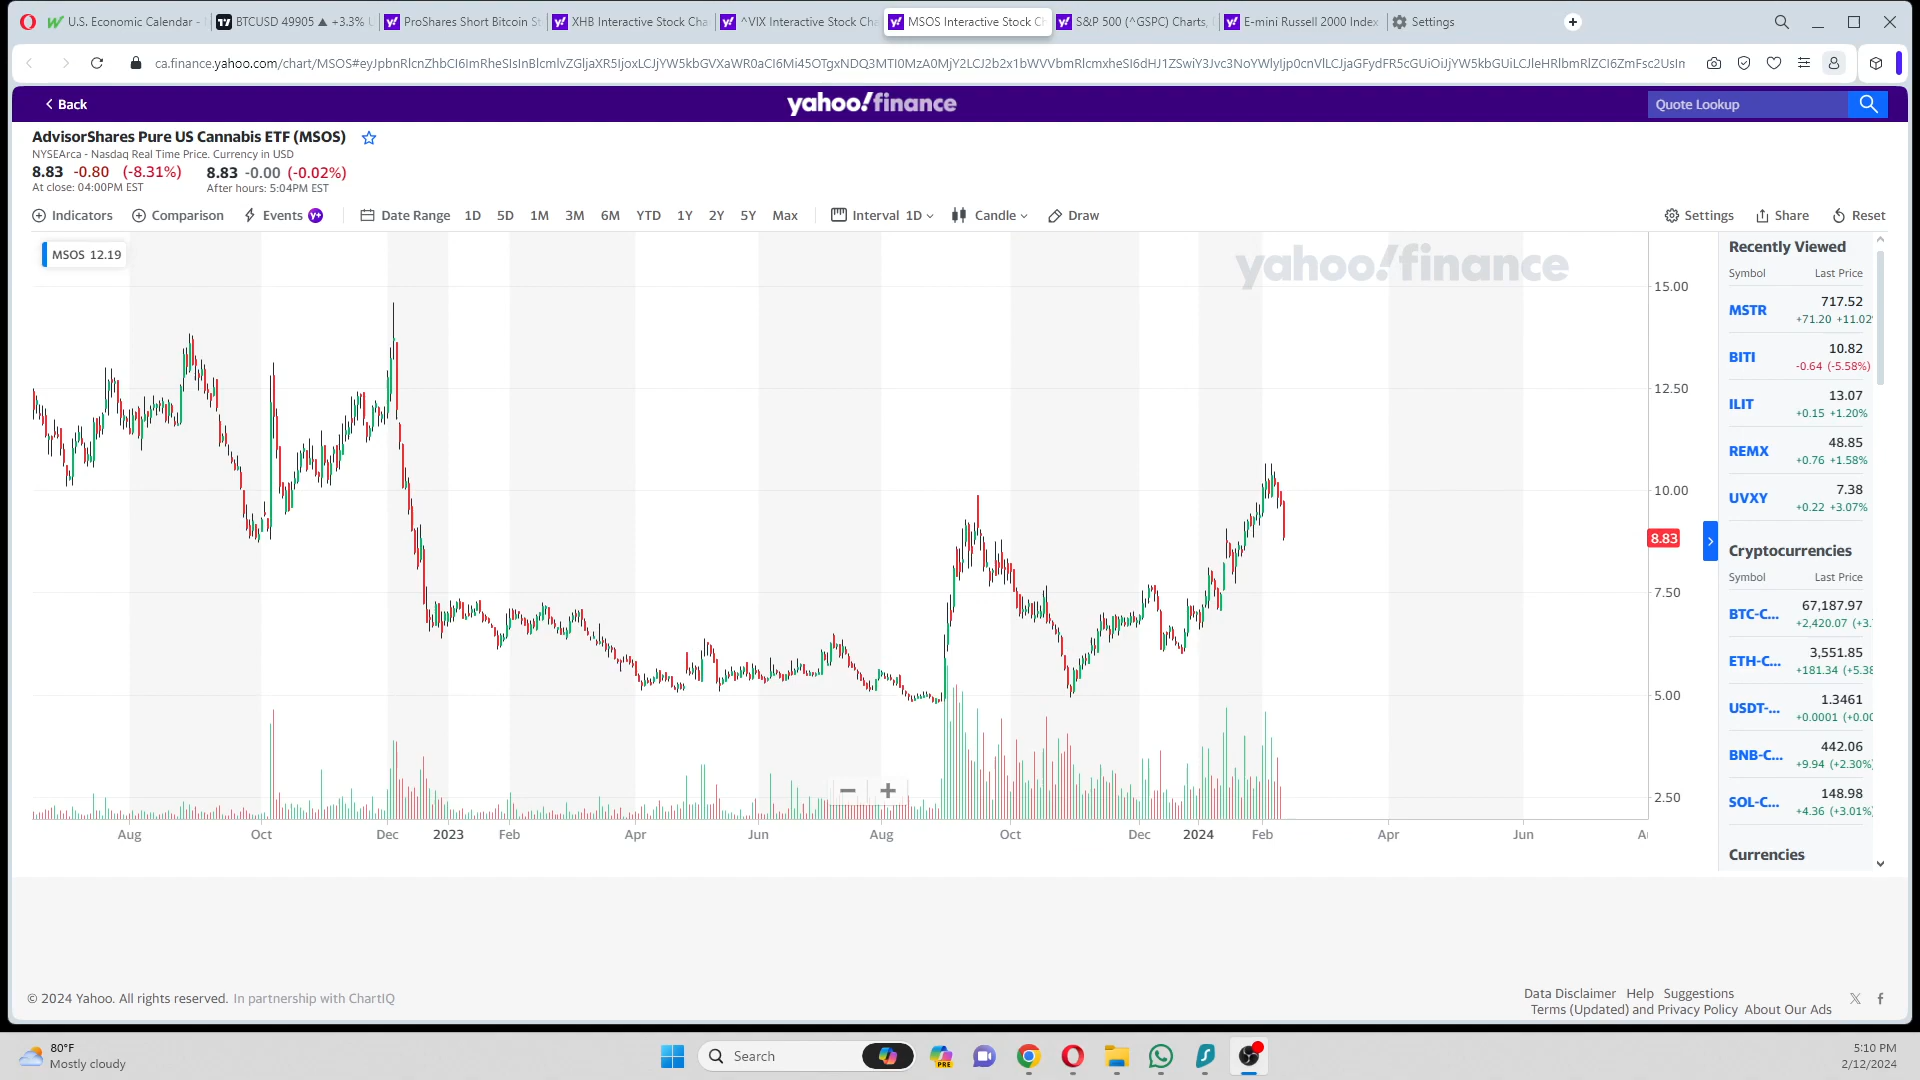 U.S. Economic Calendar -
BTCUSD 49905 ▲ +3.3%
ProShares Short Bitcoin St
XHB Interactive Stock Cha
^VIX Interactive Stock Cha
MSOS Interactive Stock C
S&P 500 (^GSPC) Charts,
E-mini Russell 2000 Index
Settings
Back
yahoo!finance
Quote Lookup
AdvisorShares Pure US Cannabis ETF (MSOS)
NYSEArca - Nasdaq Real Time Price. Currency in USD
8.83 -0.80 (-8.31%) 8.83 -0.00 (-0.02%)
At close: 04:00PM EST After hours: 5:04PM EST
Indicators Comparison Events Y+ Date Range 1D 5D 1M 3M 6M YTD 1Y 2Y 5Y Max Interval 1D Candle Draw Settings Share Reset
MSOS 12.19
yahoo!finance
15.00
12.50
10.00
8.83
7.50
5.00
2.50
Aug Oct Dec 2023 Feb Apr Jun Aug Oct Dec 2024 Feb Apr Jun
Recently Viewed
Symbol Last Price
MSTR 717.52
+71.20 +11.02
BITI 10.82
-0.64 (-5.58%)
ILIT 13.07
+0.15 +1.20%
REMX 48.85
+0.76 +1.58%
UVXY 7.38
+0.22 +3.07%
Cryptocurrencies
Symbol Last Price
BTC-C... 67,187.97
+2,420.07 (+3.
ETH-C... 3,551.85
+181.34 (+5.38
USDT-... 1.3461
+0.0001 (+0.00
BNB-C... 442.06
+9.94 (+2.30%)
SOL-C... 148.98
+4.36 (+3.01%)
Currencies
© 2024 Yahoo. All rights reserved. In partnership with ChartIQ
Data Disclaimer Help Suggestions
Terms (Updated) and Privacy Policy About Our Ads
80°F
Mostly cloudy
Search
PRE
5:10 PM
2/12/2024